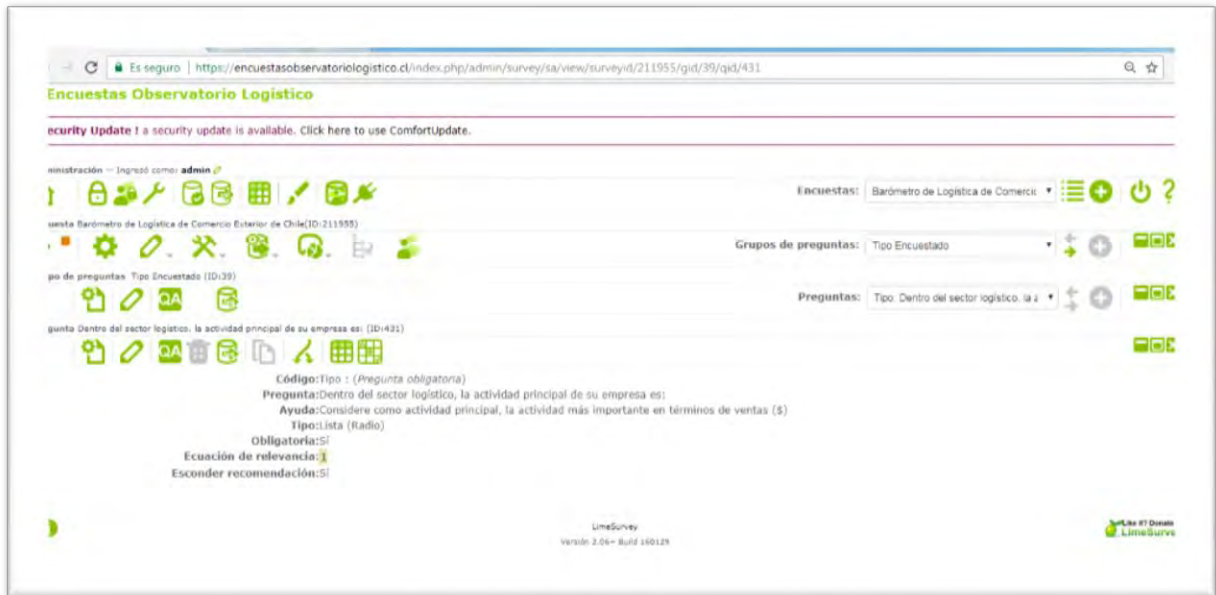 Es seguro | https://encuestasobservatoriologistico.cl/index.php/admin/survey/sa/view/surveyid/211955/gid/39/qid/431
Encuestas Observatorio Logístico
ecurity Update ! a security update is available. Click here to use ComfortUpdate.
ministración -- Ingresó como: admin
Encuestas: Barómetro de Logística de Comercic
uesta Barómetro de Logística de Comercio Exterior de Chile(ID:211955)
Grupos de preguntas: Tipo Encuestado
po de preguntas Tipo Encuestado (ID:39)
QA
Preguntas: Tipo: Dentro del sector logístico, la a
gunta Dentro del sector logístico, la actividad principal de su empresa es: (ID:431)
QA
Código:Tipo : (Pregunta obligatoria)
Pregunta:Dentro del sector logístico, la actividad principal de su empresa es:
Ayuda:Considere como actividad principal, la actividad más importante en términos de ventas ($)
Tipo:Lista (Radio)
Obligatoria:Sí
Ecuación de relevancia:1
Esconder recomendación:Sí
LimeSurvey
Versión 2.06+ Build 160129
Like it? Donate
LimeSurve